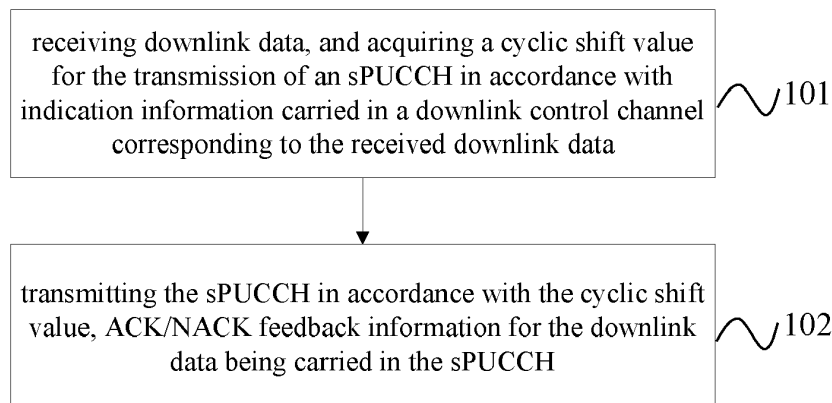 receiving downlink data, and acquiring a cyclic shift value
for the transmission of an sPUCCH in accordance with
indication information carried in a downlink control channel
corresponding to the received downlink data
101
transmitting the sPUCCH in accordance with the cyclic shift
value, ACK/NACK feedback information for the downlink
data being carried in the sPUCCH
102